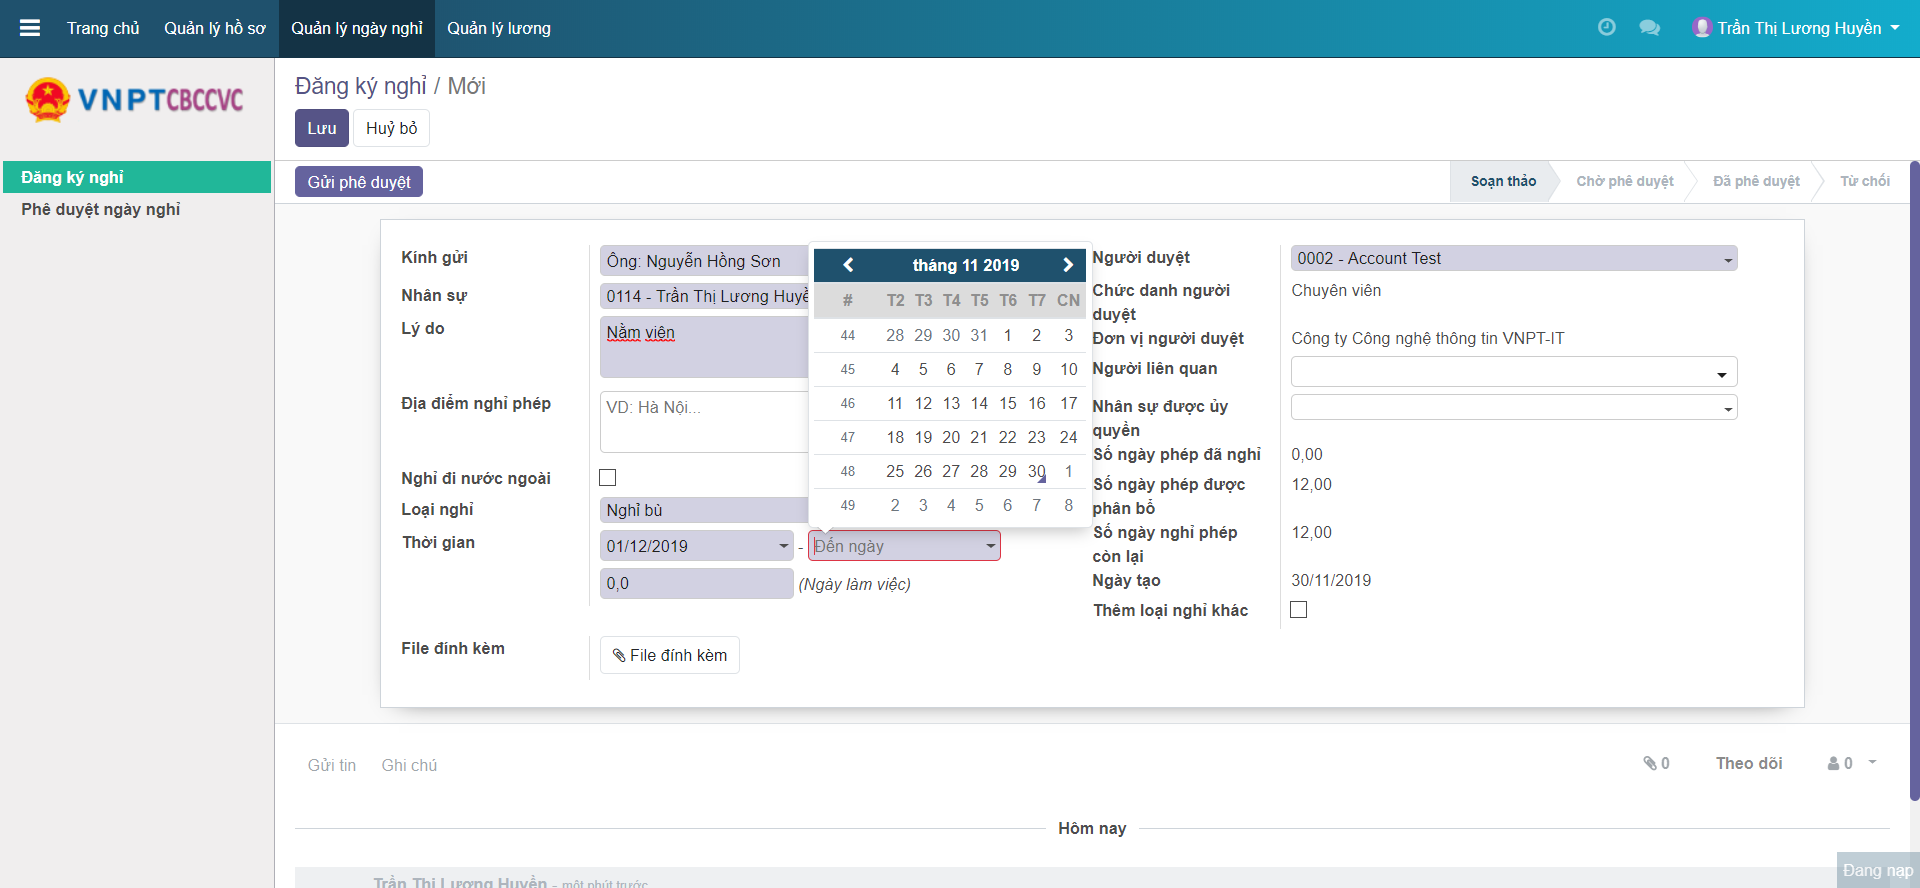 Trang chủ Quản lý hồ sơ Quản lý ngày nghỉ Quản lý lương Trần Thị Lương Huyền
VNPTCBCCVC
Đăng ký nghỉ
Phê duyệt ngày nghỉ
Đăng ký nghỉ / Mới
Lưu Huỷ bỏ
Gửi phê duyệt
Soạn thảo Chờ phê duyệt Đã phê duyệt Từ chối
Kính gửi Ông: Nguyễn Hồng Sơn
Nhân sự 0114 - Trần Thị Lương Huyền
Lý do Nằm viên
Địa điểm nghỉ phép VD: Hà Nội...
Nghỉ đi nước ngoài
Loại nghỉ Nghỉ bù
Thời gian 01/12/2019 - Đến ngày
0,0 (Ngày làm việc)
File đính kèm File đính kèm
tháng 11 2019
# T2 T3 T4 T5 T6 T7 CN
44 28 29 30 31 1 2 3
45 4 5 6 7 8 9 10
46 11 12 13 14 15 16 17
47 18 19 20 21 22 23 24
48 25 26 27 28 29 30 1
49 2 3 4 5 6 7 8
Người duyệt 0002 - Account Test
Chức danh người Chuyên viên
duyệt
Đơn vị người duyệt Công ty Công nghệ thông tin VNPT-IT
Người liên quan
Nhân sự được ủy
quyền
Số ngày phép đã nghỉ 0,00
Số ngày phép được 12,00
phân bổ
Số ngày nghỉ phép 12,00
còn lại
Ngày tạo 30/11/2019
Thêm loại nghỉ khác
Gửi tin Ghi chú 0 Theo dõi 0
Hôm nay
Trần Thị Lương Huyền - một phút trước
Đang nạp